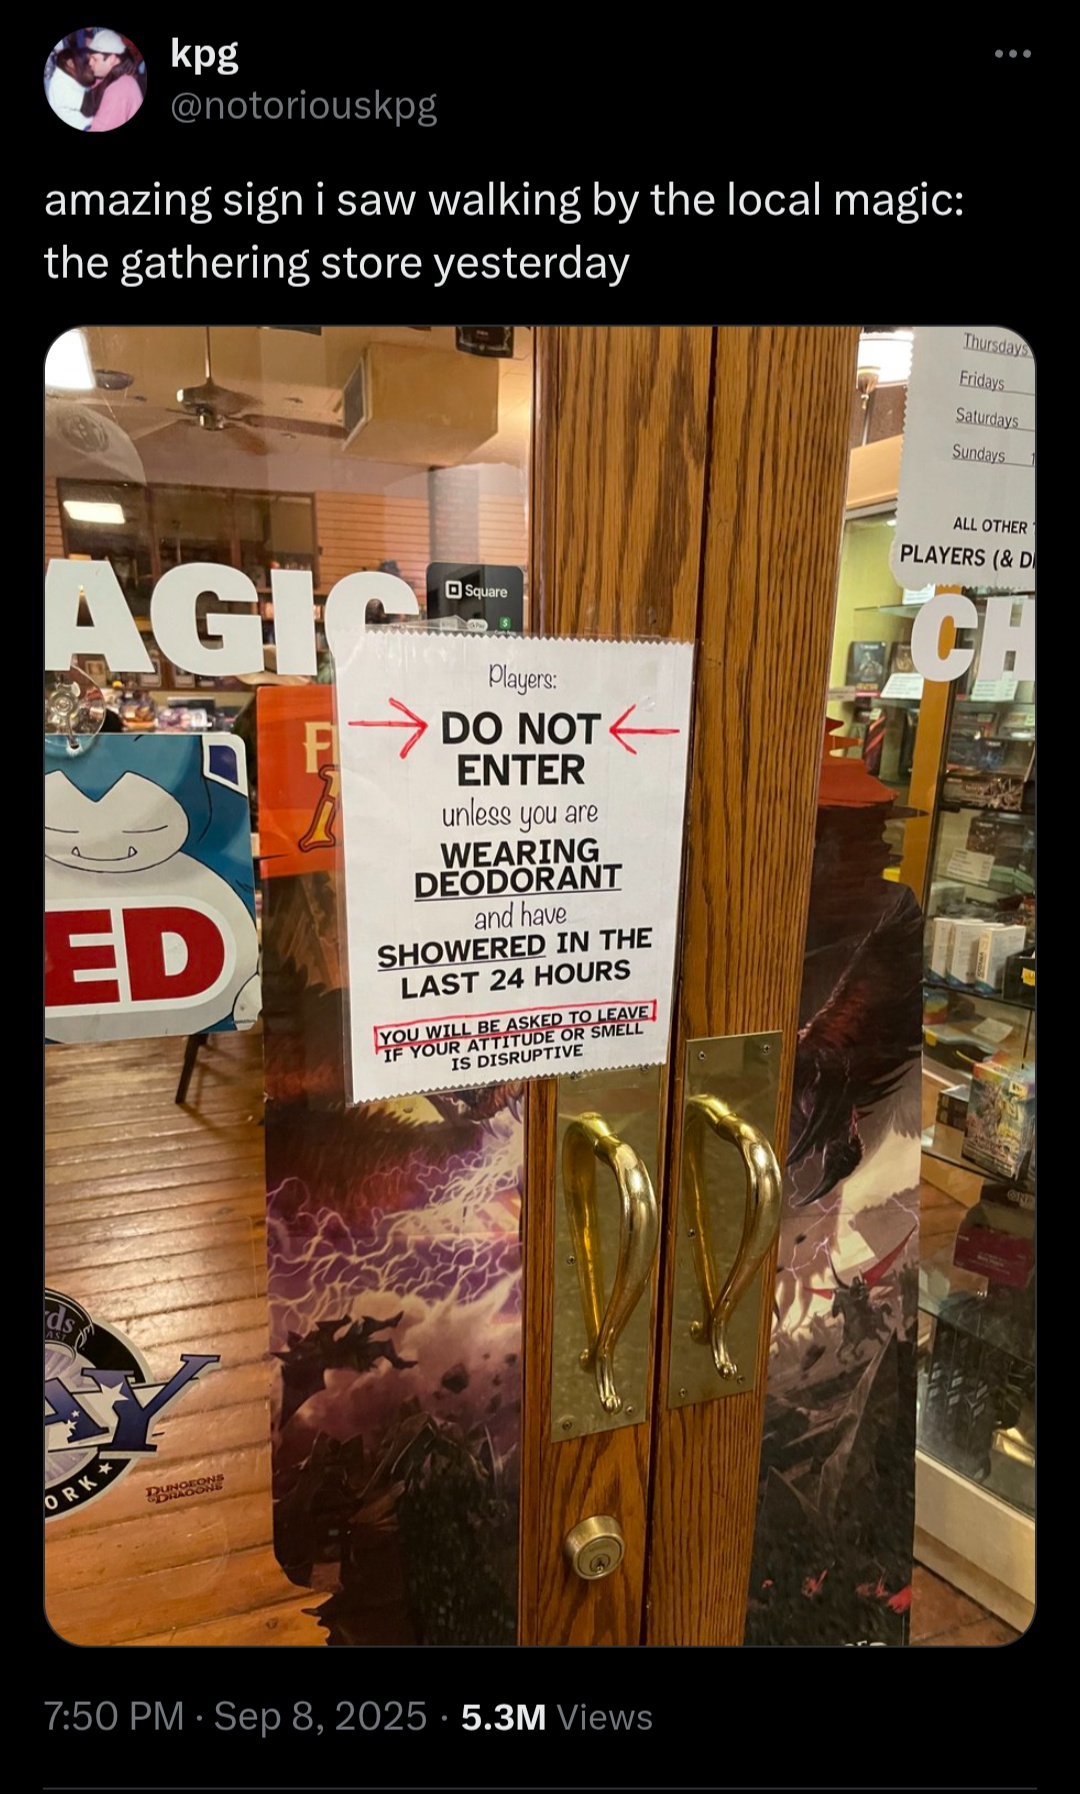 kpg
@notoriouskpg
amazing sign i saw walking by the local magic:
the gathering store yesterday
Thursdays
Fridays
Saturdays
Sundays
ALL OTHER
PLAYERS (& D
AGIC
Square
CH
Players:
DO NOT
ENTER
unless you are
WEARING
DEODORANT
and have
SHOWERED IN THE
LAST 24 HOURS
YOU WILL BE ASKED TO LEAVE
IF YOUR ATTITUDE OR SMELL
IS DISRUPTIVE
ED
AY
ORK
DUNGEONS
& DRAGONS
7:50 PM · Sep 8, 2025 · 5.3M Views